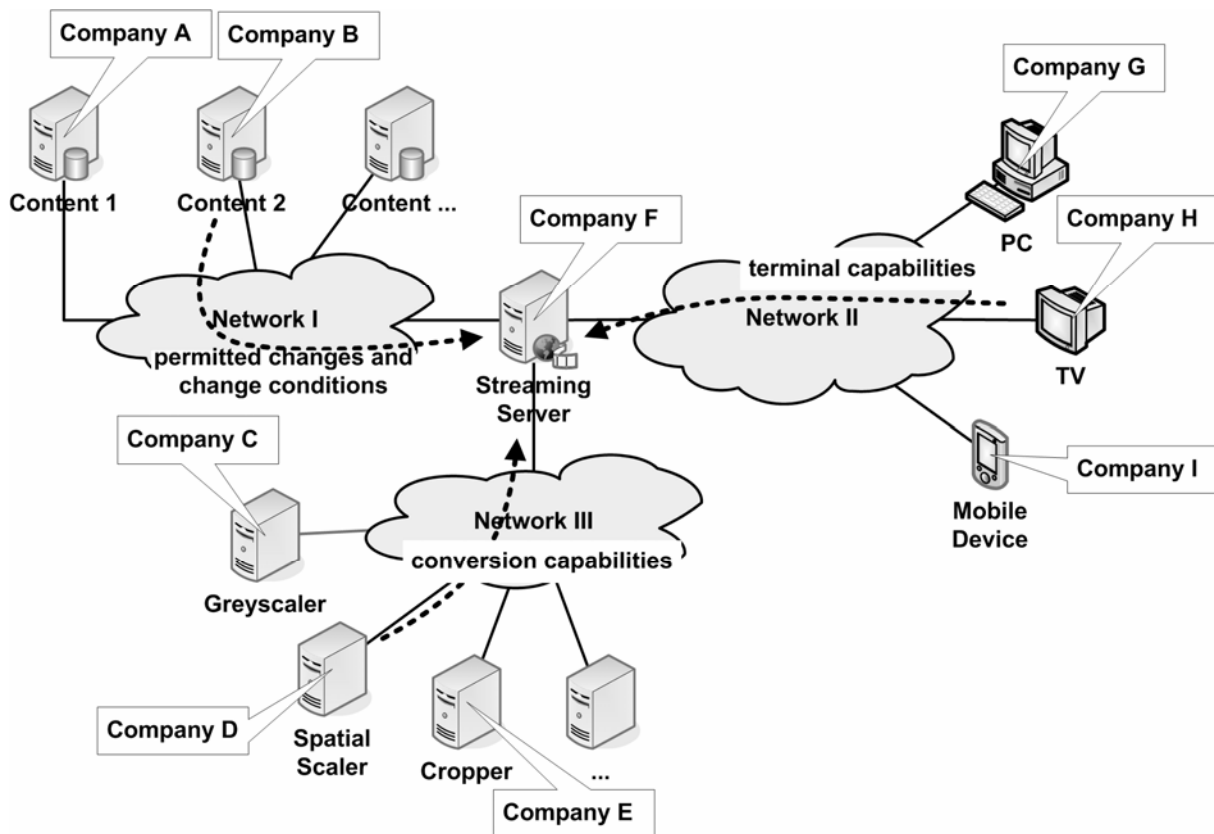 Company A
Company B
Company G
Content 1
Content 2
Content ...
Company F
PC
Company H
terminal capabilities
Network I
Network II
permitted changes and
change conditions
TV
Streaming
Server
Company C
Company I
Network III
Mobile
Device
conversion capabilities
Greyscaler
Company D
Spatial
Scaler
Cropper
...
Company E